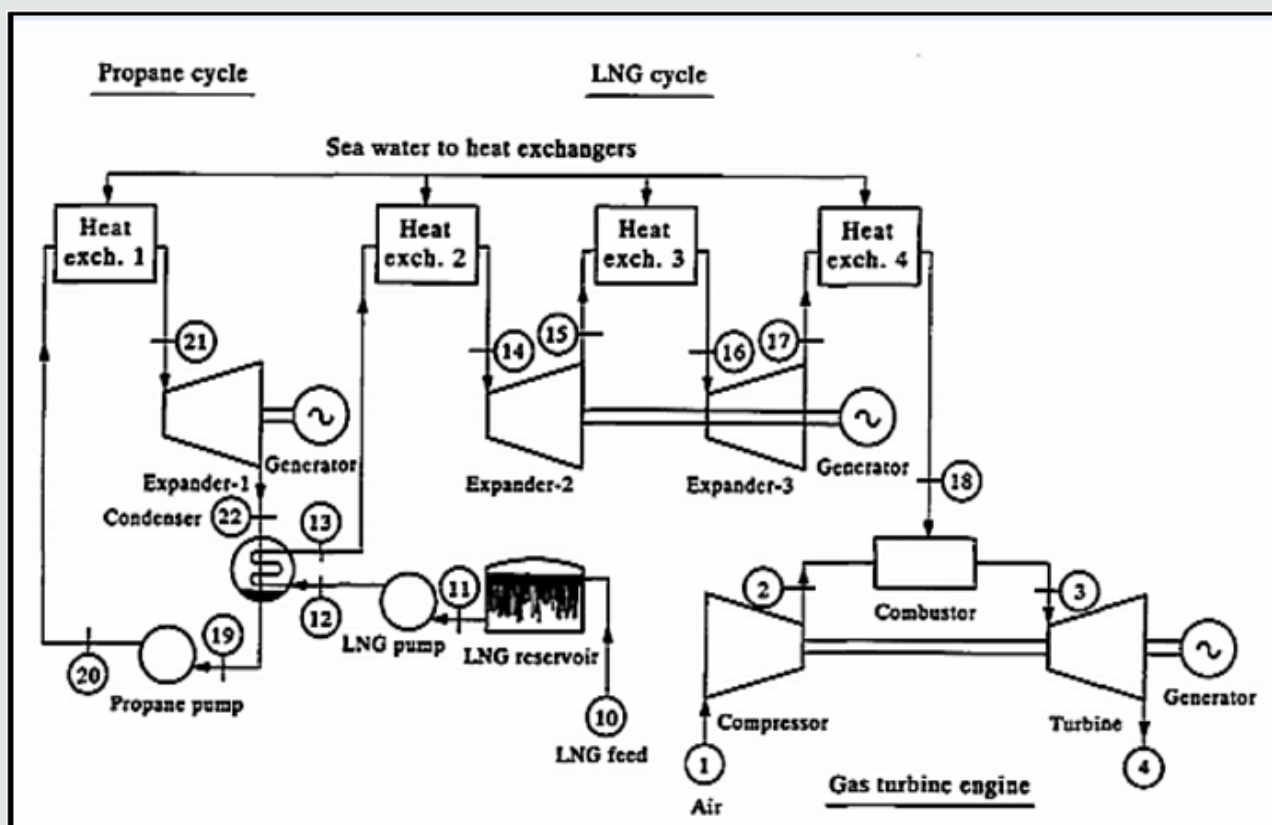 Propane cycle
LNG cycle
Sea water to heat exchangers
Heat
exch. 1
Heat
exch. 2
Heat
exch. 3
Heat
exch. 4
21
14
15
16
17
Generator
Expander-1
Expander-2
Expander-3
Generator
18
Condenser
22
13
12
11
2
Combustor
3
20
19
Propane pump
LNG pump
LNG reservoir
10
LNG feed
Compressor
1
Air
Turbine
Generator
4
Gas turbine engine